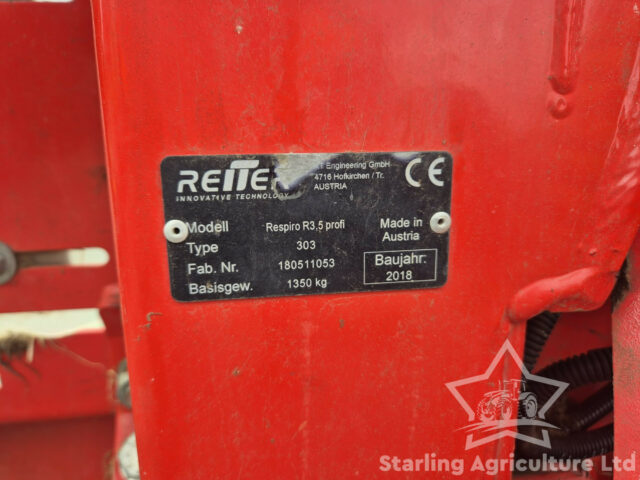 REITER
INNOVATIVE TECHNOLOGY
Engineering GmbH
4716 Hofkirchen / Tr.
AUSTRIA
CE
Modell Respiro R3,5 profi
Made in
Austria
Type 303
Fab. Nr. 180511053
Baujahr:
2018
Basisgew. 1350 kg
Starling Agriculture Ltd